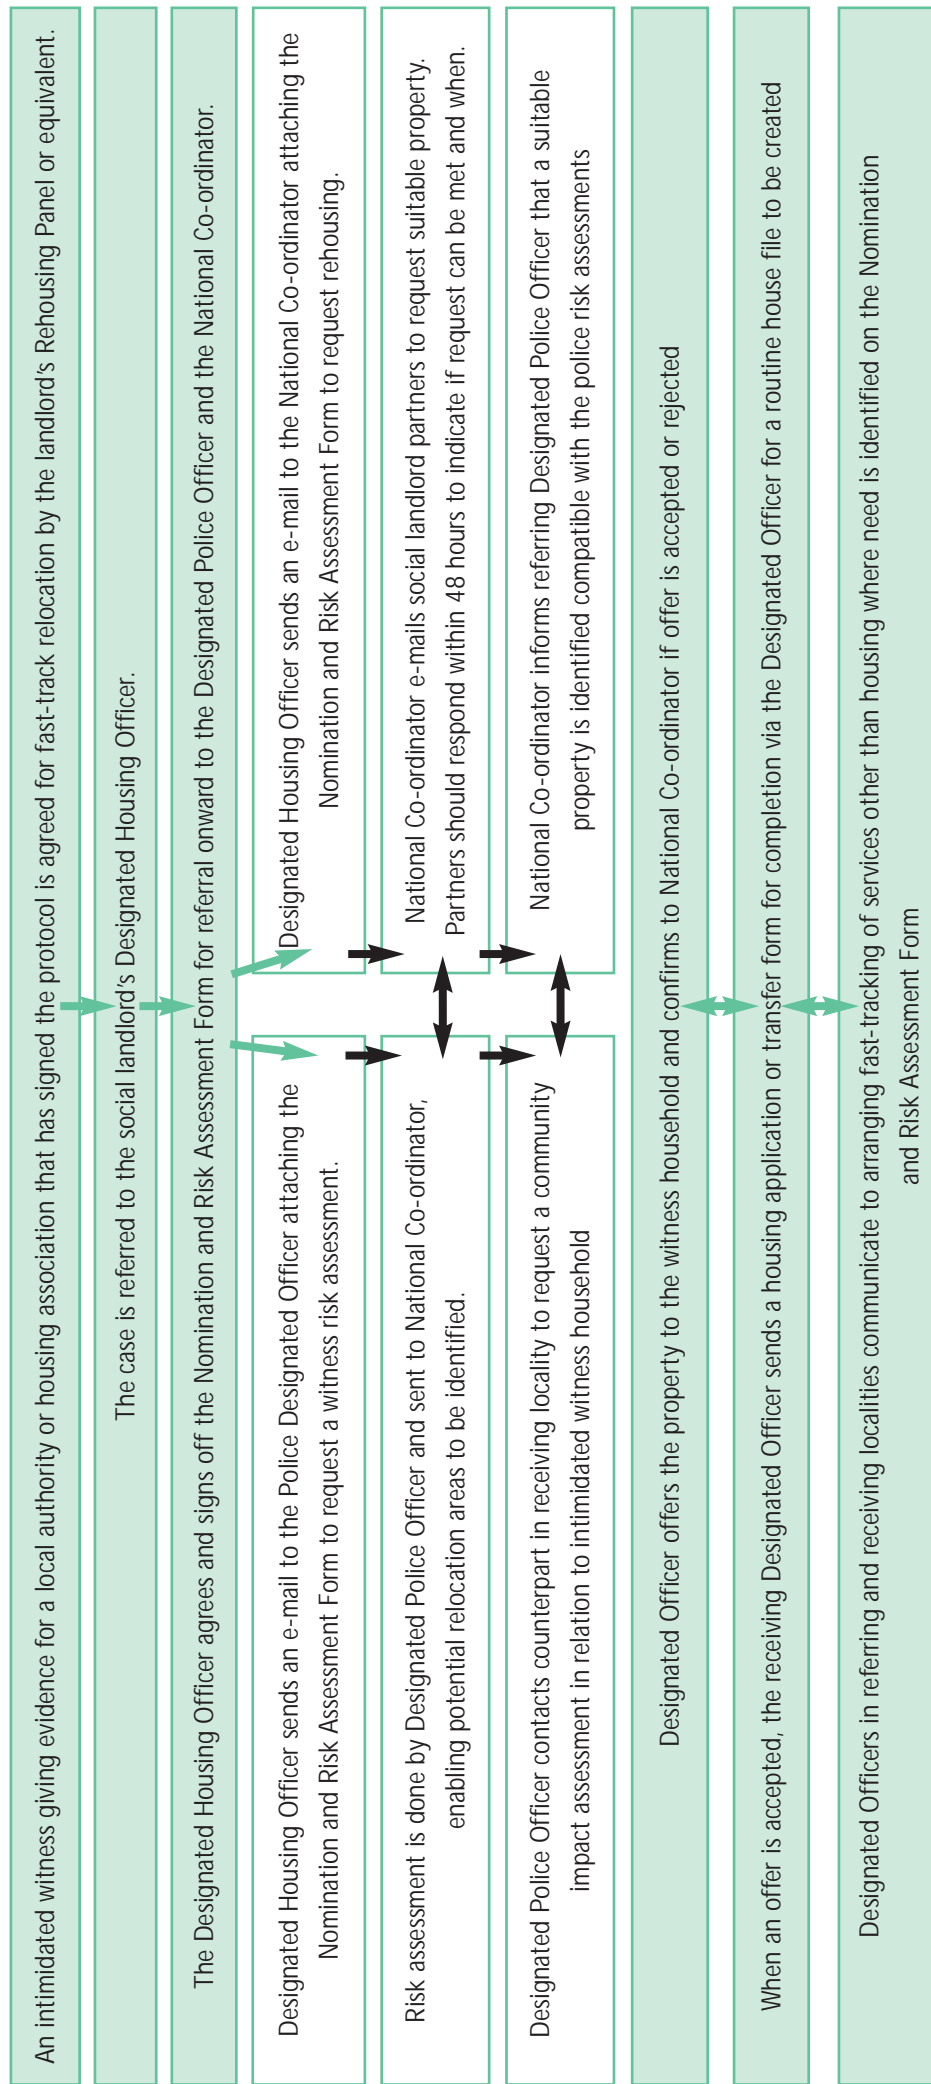 An intimidated witness giving evidence for a local authority or housing association that has signed the protocol is agreed for fast-track relocation by the landlord's Rehousing Panel or equivalent.
The case is referred to the social landlord's Designated Housing Officer.
The Designated Housing Officer agrees and signs off the Nomination and Risk Assessment Form for referral onward to the Designated Police Officer and the National Co-ordinator.
Designated Housing Officer sends an e-mail to the Police Designated Officer attaching the
Nomination and Risk Assessment Form to request a witness risk assessment.
Designated Housing Officer sends an e-mail to the National Co-ordinator attaching the
Nomination and Risk Assessment Form to request rehousing.
Risk assessment is done by Designated Police Officer and sent to National Co-ordinator,
enabling potential relocation areas to be identified.
National Co-ordinator e-mails social landlord partners to request suitable property.
Partners should respond within 48 hours to indicate if request can be met and when.
Designated Police Officer contacts counterpart in receiving locality to request a community
impact assessment in relation to intimidated witness household
National Co-ordinator informs referring Designated Police Officer that a suitable
property is identified compatible with the police risk assessments
Designated Officer offers the property to the witness household and confirms to National Co-ordinator if offer is accepted or rejected
When an offer is accepted, the receiving Designated Officer sends a housing application or transfer form for completion via the Designated Officer for a routine house file to be created
Designated Officers in referring and receiving localities communicate to arranging fast-tracking of services other than housing where need is identified on the Nomination
and Risk Assessment Form